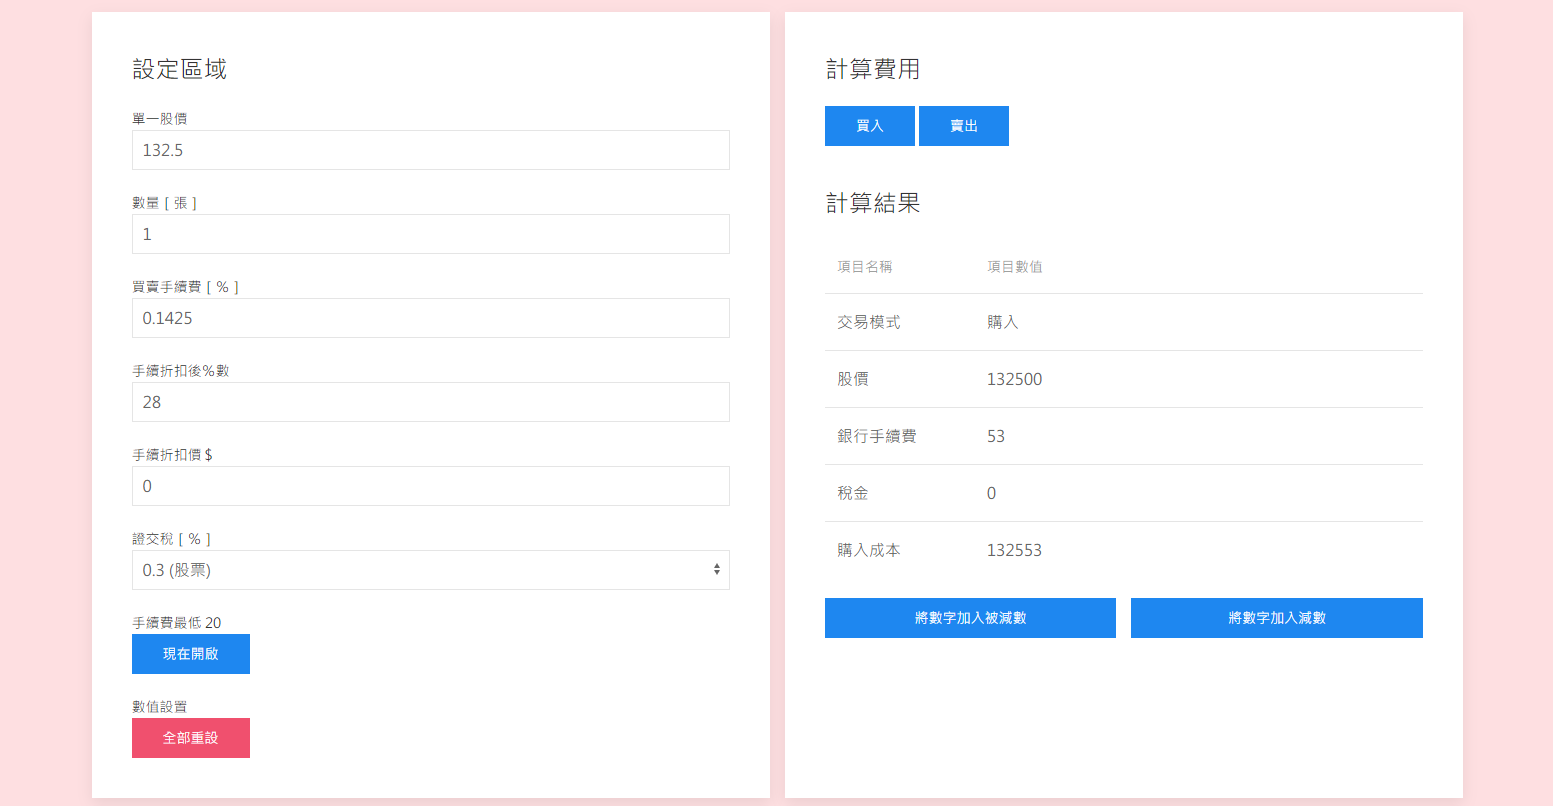 設定區域
單一股價
132.5
數量 [ 張 ]
1
買賣手續費 [ % ]
0.1425
手續折扣後%數
28
手續折扣價 $
0
證交稅 [ % ]
0.3 (股票)
手續費最低 20
現在開啟
數值設置
全部重設
計算費用
買入 賣出
計算結果
項目名稱 項目數值
交易模式 購入
股價 132500
銀行手續費 53
稅金 0
購入成本 132553
將數字加入被減數 將數字加入減數